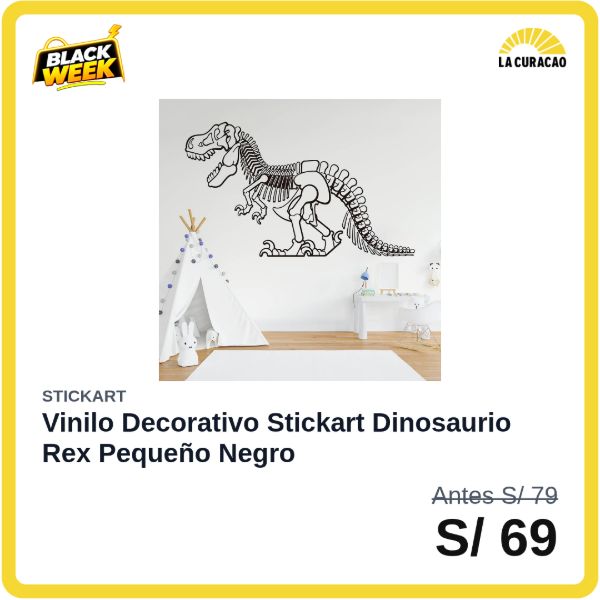 BLACK
WEEK
LA CURACAO
STICKART
Vinilo Decorativo Stickart Dinosaurio
Rex Pequeño Negro
Antes S/ 79
S/ 69